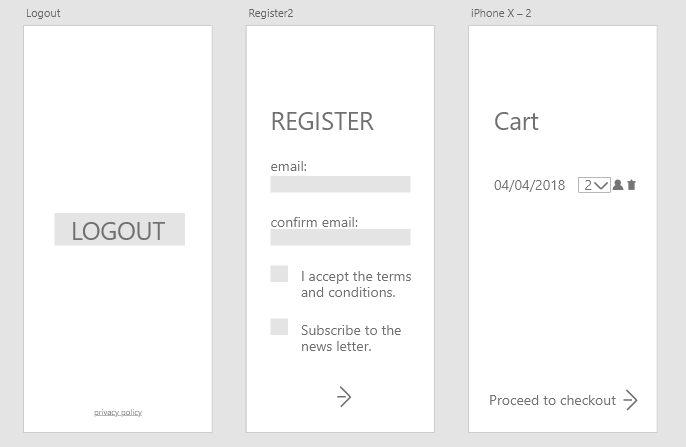 Logout
LOGOUT
privacy policy
Register2
REGISTER
email:
confirm email:
I accept the terms
and conditions.
Subscribe to the
news letter.
iPhone X – 2
Cart
04/04/2018 2
Proceed to checkout